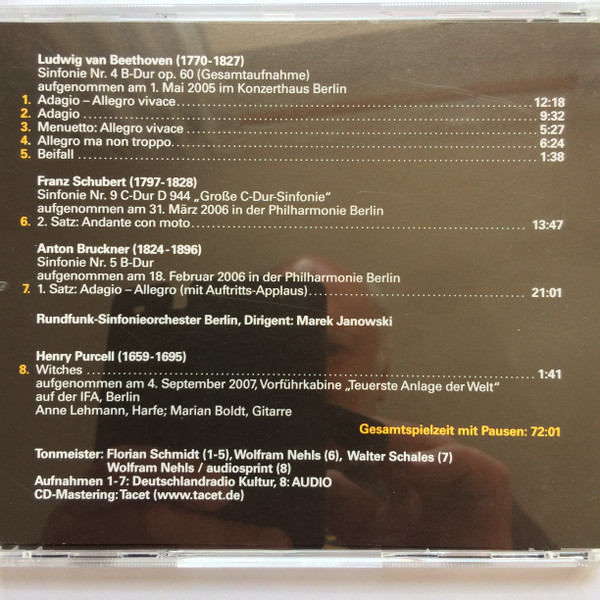 Ludwig van Beethoven (1770-1827)
Sinfonie Nr. 4 B-Dur op. 60 (Gesamtaufnahme)
aufgenommen am 1. Mai 2005 im Konzerthaus Berlin
1. Adagio – Allegro vivace 12:18
2. Adagio 9:32
3. Menuetto: Allegro vivace 5:27
4. Allegro ma non troppo 6:24
5. Beifall 1:38
Franz Schubert (1797-1828)
Sinfonie Nr. 9 C-Dur D 944 „Große C-Dur-Sinfonie“
aufgenommen am 31. März 2006 in der Philharmonie Berlin
6. 2. Satz: Andante con moto 13:47
Anton Bruckner (1824-1896)
Sinfonie Nr. 5 B-Dur
aufgenommen am 18. Februar 2006 in der Philharmonie Berlin
7. 1. Satz: Adagio – Allegro (mit Auftritts-Applaus) 21:01
Rundfunk-Sinfonieorchester Berlin, Dirigent: Marek Janowski
Henry Purcell (1659-1695)
8. Witches 1:41
aufgenommen am 4. September 2007, Vorführkabine „Teuerste Anlage der Welt“
auf der IFA, Berlin
Anne Lehmann, Harfe; Marian Boldt, Gitarre
Gesamtspielzeit mit Pausen: 72:01
Tonmeister: Florian Schmidt (1-5), Wolfram Nehls (6), Walter Schales (7)
Wolfram Nehls / audiosprint (8)
Aufnahmen 1-7: Deutschlandradio Kultur, 8: AUDIO
CD-Mastering: Tacet (www.tacet.de)